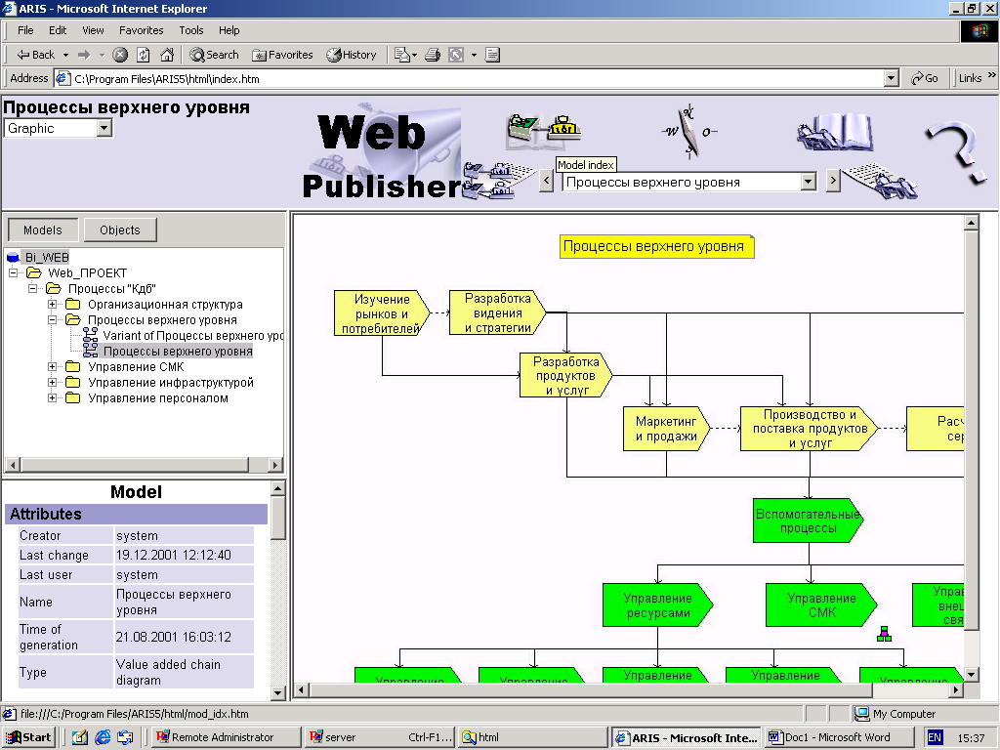 ARIS - Microsoft Internet Explorer
File Edit View Favorites Tools Help
Back Search Favorites History
Address C:\Program Files\ARIS5\html\index.htm Go Links »
Процессы верхнего уровня
Graphic
Web
Publisher
N
W O
S
Model index
< Процессы верхнего уровня >
Models Objects
Bi_WEB
Web_ПРОЕКТ
Процессы "Кдб"
Организационная структура
Процессы верхнего уровня
Variant of Процессы верхнего уро
Процессы верхнего уровня
Управление СМК
Управление инфраструктурой
Управление персоналом
Model
Attributes
Creator system
Last change 19.12.2001 12:12:40
Last user system
Name Процессы верхнего
уровня
Time of
generation 21.08.2001 16:03:12
Type Value added chain
diagram
Процессы верхнего уровня
Изучение
рынков и
потребителей
Разработка
видения
и стратегии
Разработка
продуктов
и услуг
Маркетинг
и продажи
Производство и
поставка продуктов
и услуг
Расч
сер
Вспомогательные
процессы
Управление
ресурсами
Управление
СМК
Упра
внец
свя
Управление
Управление
Управление
Управление
Управление
file:///C:/Program Files/ARIS5/html/mod_idx.htm My Computer
Start Remote Administrator server Ctrl-F1... html ARIS - Microsoft Inte... Doc1 - Microsoft Word EN 15:37